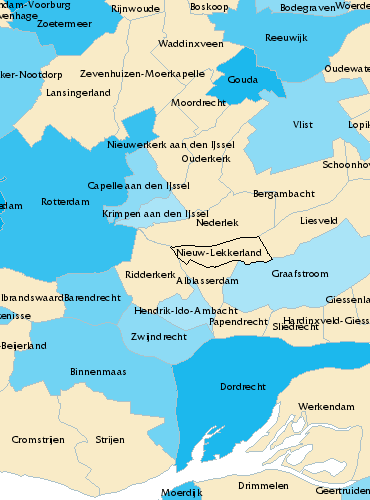 ndam-Voorburg
Rijnwoude
Boskoop
Bodegraven
Woerde
venhage
Zoetermeer
Waddinxveen
Reeuwijk
ker-Nootdorp
Zevenhuizen-Moerkapelle
Gouda
Oudewate
Lansingerland
Moordrecht
Vlist
Lopik
Nieuwerkerk aan den IJssel
Ouderkerk
Schoonhov
Capelle aan den IJssel
Bergambacht
Rotterdam
edam
Krimpen aan den IJssel
Nederlek
Liesveld
Nieuw-Lekkerland
Ridderkerk
Alblasserdam
Graafstroom
lbrandswaard
Barendrecht
Giessenla
kenisse
Hendrik-Ido-Ambacht
Papendrecht
Hardinxveld-Giess
Sliedrecht
-Beijerland
Zwijndrecht
Binnenmaas
Dordrecht
Werkendam
Cromstrijen
Strijen
Drimmelen
Moerdijk
Geertruiden